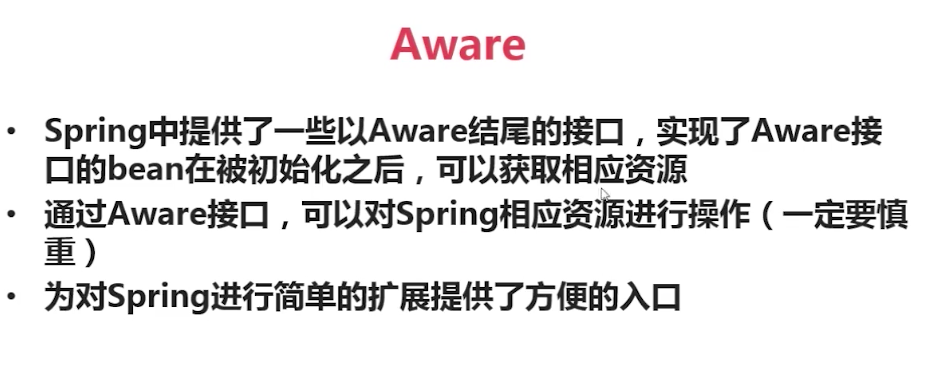 Aware
• Spring中提供了一些以Aware结尾的接口，实现了Aware接
口的bean在被初始化之后，可以获取相应资源
• 通过Aware接口，可以对Spring相应资源进行操作（一定要慎
重）
• 为对Spring进行简单的扩展提供了方便的入口